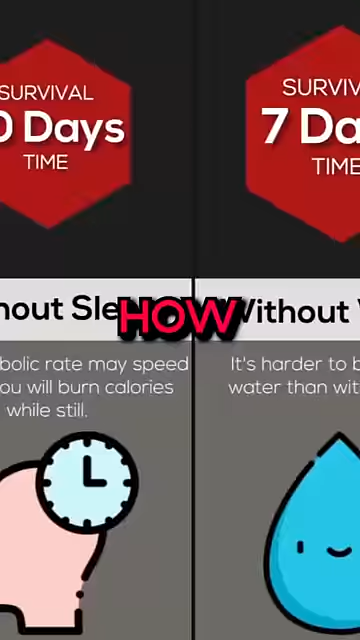 SURVIVAL
0 Days
TIME
SURVIV
7 Da
TIME
nout Sle
HOW
Without W
bolic rate may speed
ou will burn calories
while still.
It's harder to b
water than wit